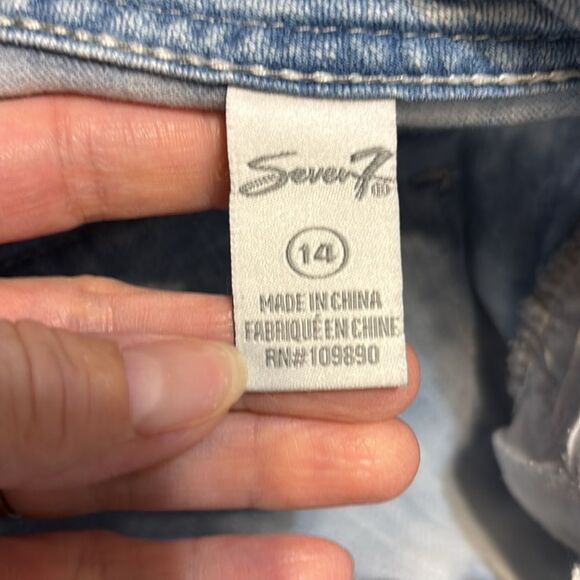 Seven7
14
MADE IN CHINA
FABRIQUÉ EN CHINE
RN#109890